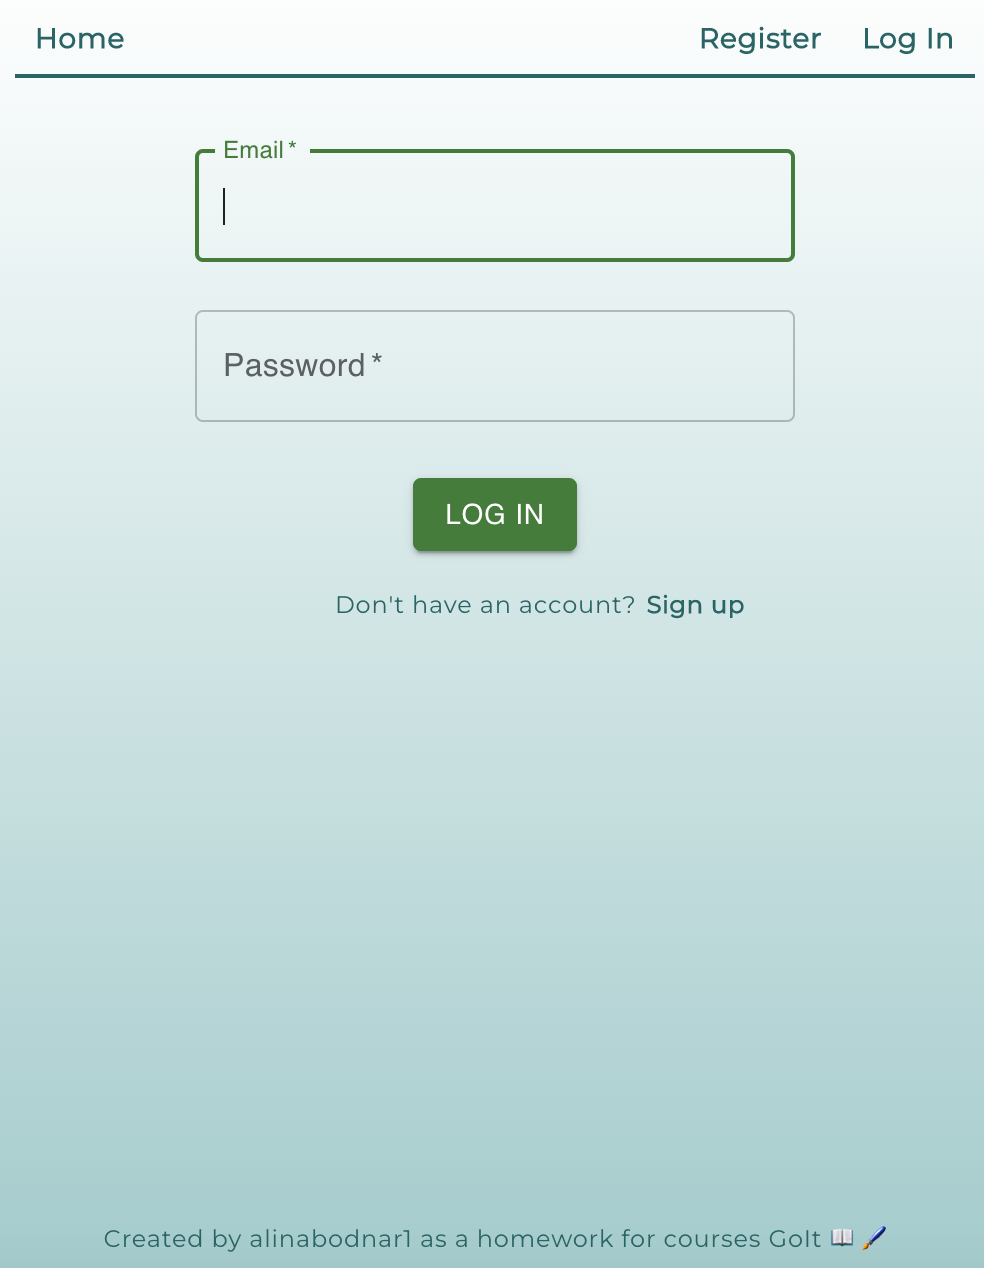 Home Register Log In
Email *
Password *
LOG IN
Don't have an account? Sign up
Created by alinabodnar1 as a homework for courses GoIt 📖 🖌️